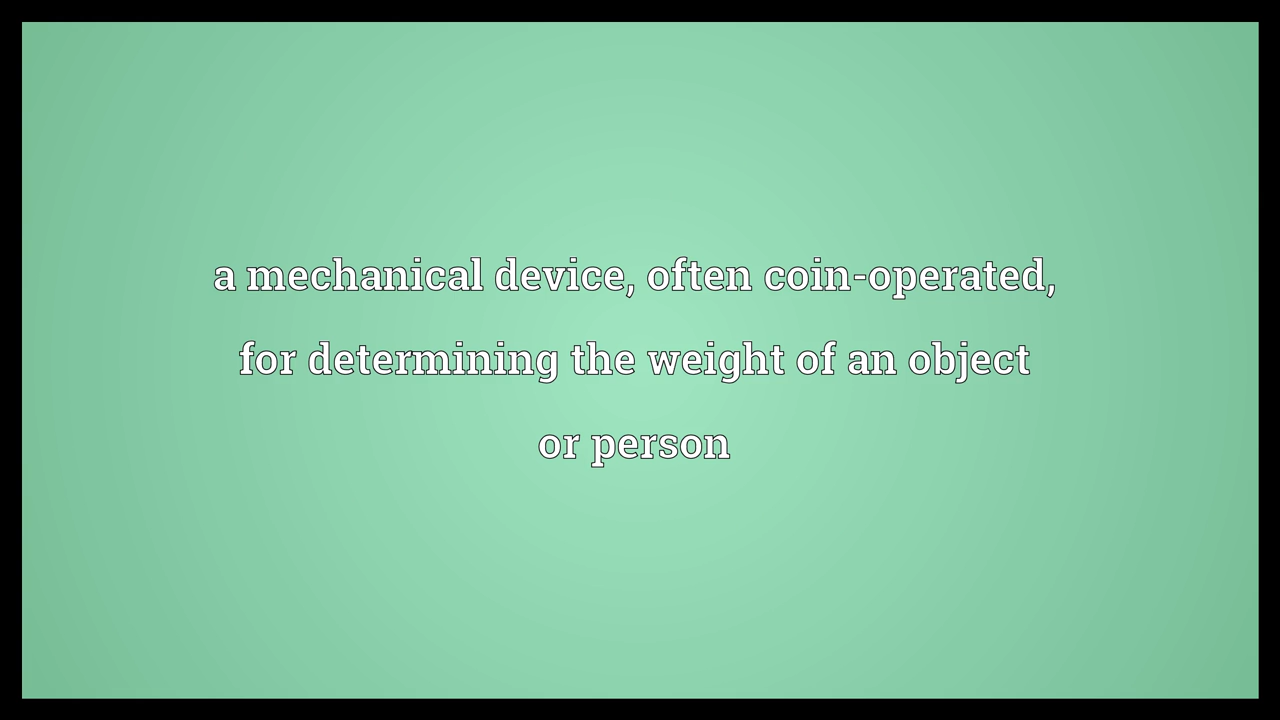 a mechanical device, often coin-operated,
for determining the weight of an object
or person